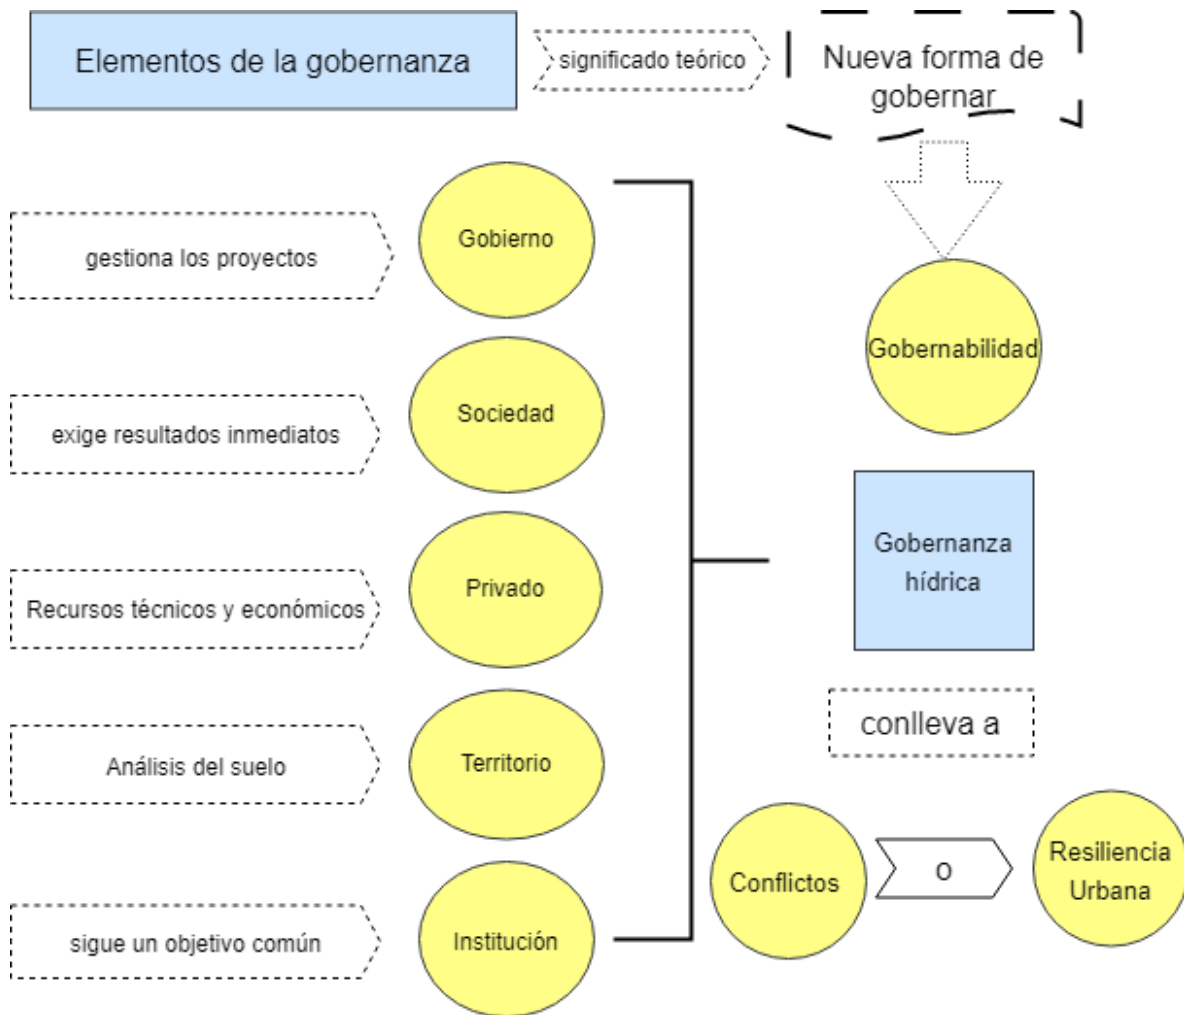 Elementos de la gobernanza
significado teórico
Nueva forma de
gobernar
gestiona los proyectos
Gobierno
Gobernabilidad
exige resultados inmediatos
Sociedad
Recursos técnicos y económicos
Privado
Gobernanza
hídrica
Análisis del suelo
Territorio
conlleva a
sigue un objetivo común
Institución
Conflictos
o
Resiliencia
Urbana